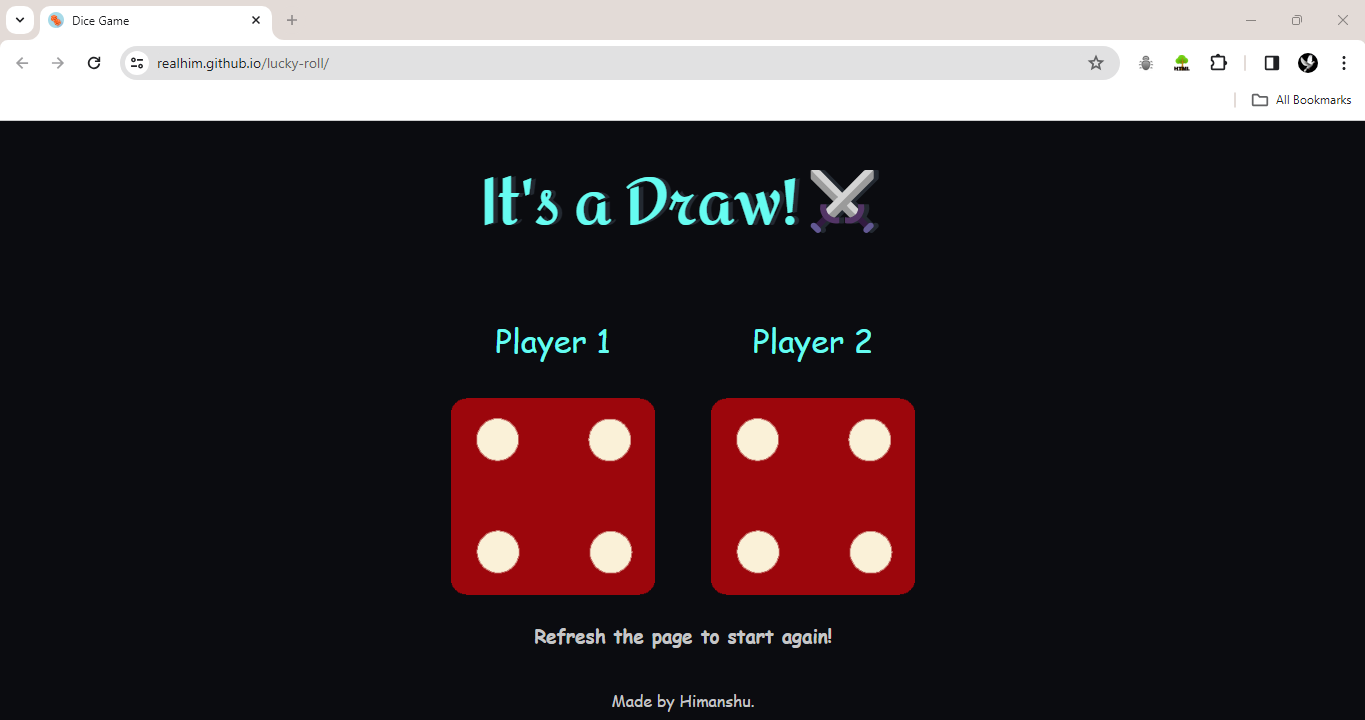 Dice Game
realhim.github.io/lucky-roll/
HTML
All Bookmarks
It's a Draw!
Player 1 Player 2
Refresh the page to start again!
Made by Himanshu.